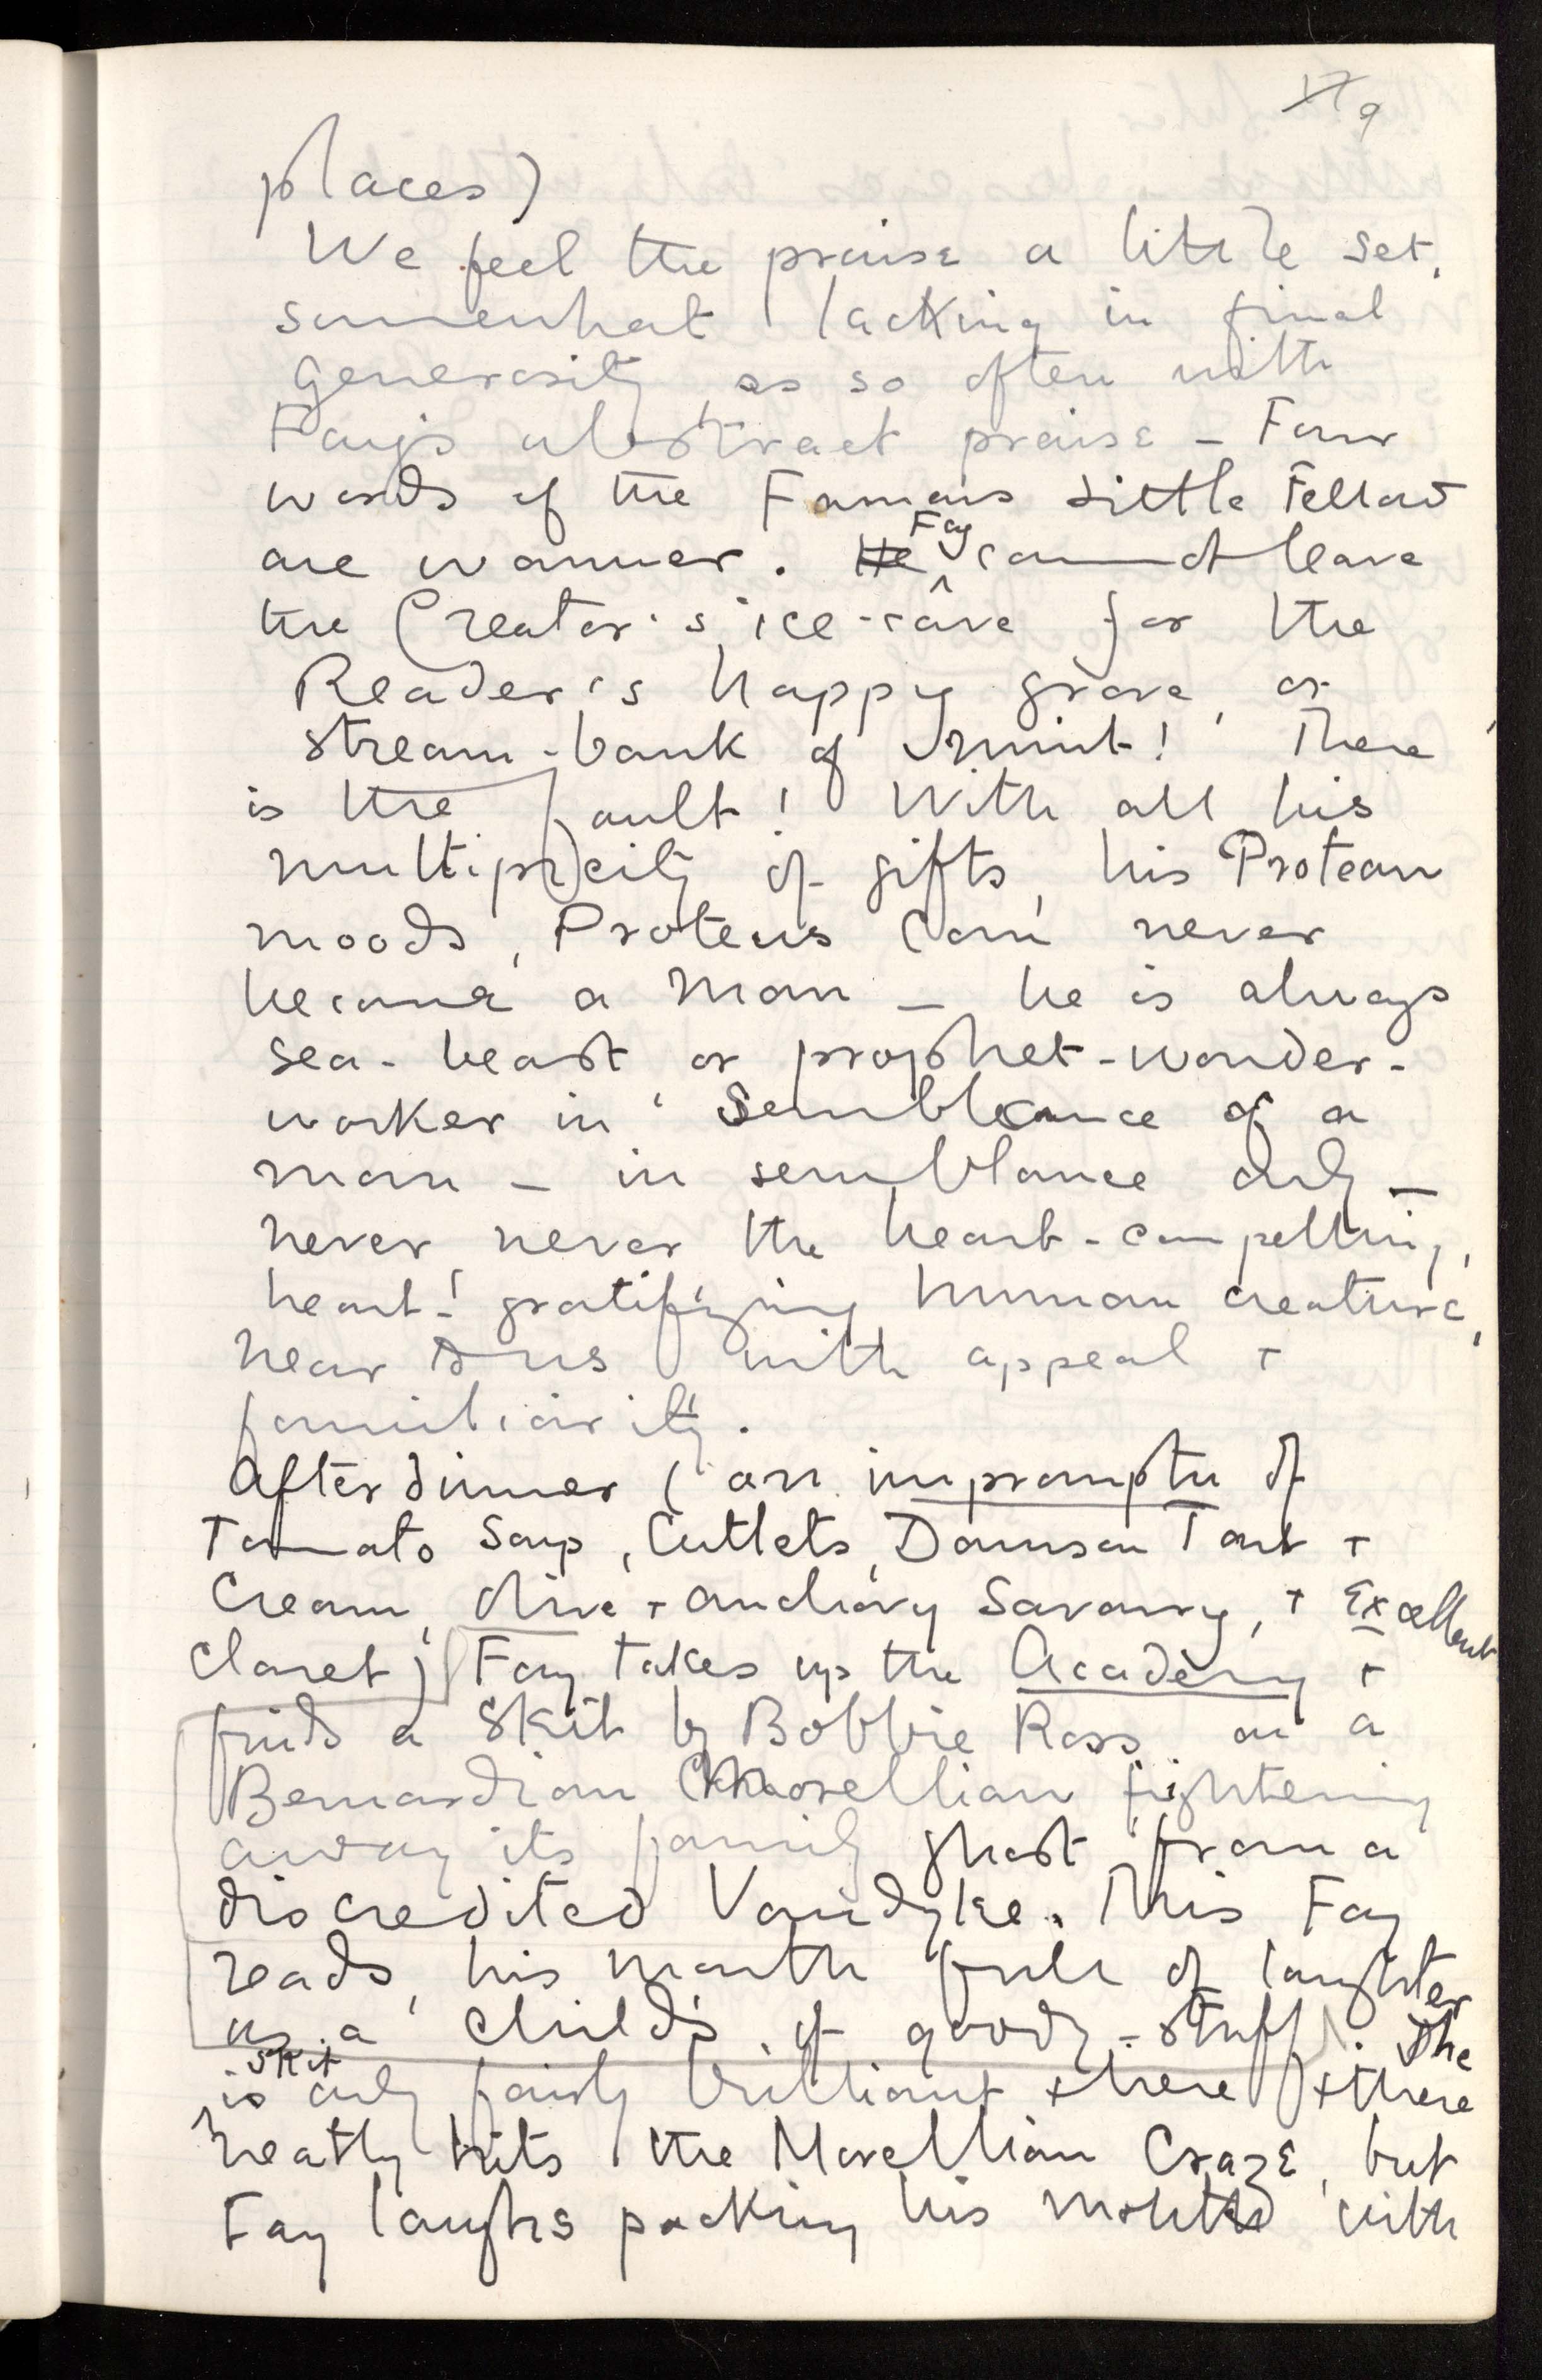 9
places)
We feel the praise a little set,
somewhat lacking in final
generosity, as so often with
Fay's abstract praise – Four
words of the Famous Little Fellow
are warmer. He Fay cannot leave
the Creator's ice-cave for the
Reader's happy grove, or
stream-bank of mint! There
is the fault! With all his
multiplicity of gifts, his Protean
moods, Proteus can never
become a Man – he is always
sea-beast or prophet-wonder-
worker in semblance of a
man – in semblance only –
never never the heart-compelling,
heart-gratifying human creature,
near to us with appeal +
familiarity.
After dinner (an impromptu of
Tomato Soup, Cutlets, Damson Tart +
Cream, Olive + anchovy Savoury, + Excellent
Claret) Fay takes up the Academy +
finds a Skit by Bobbie Ross on a
Bernardian Morellian frightening
away its family ghost from a
discredited Vandyke. This Fay
reads, his mouth full of laughter
as a child's of goody-stuff. The
skit
is only fairly brilliant + here + there
neatly hits the Morellian Craze, but
Fay laughs packing his mouth with